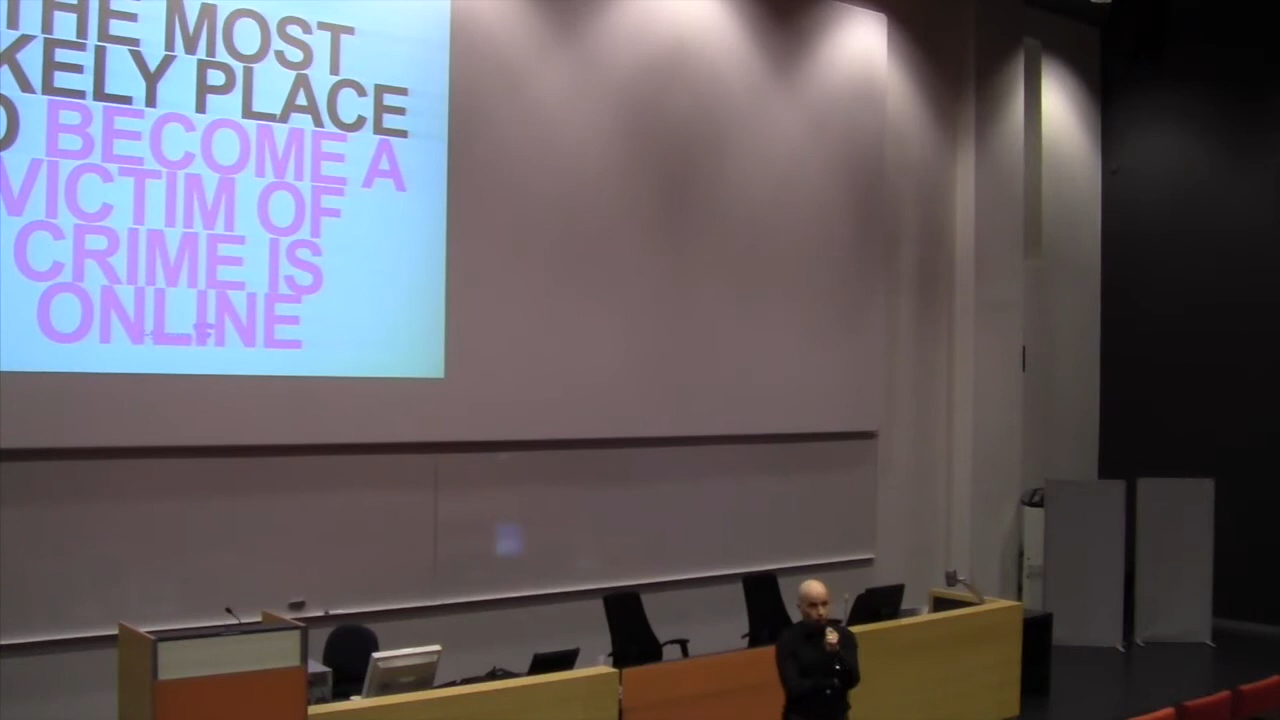 THE MOST
KELY PLACE
O BECOME A
VICTIM OF
CRIME IS
ONLINE